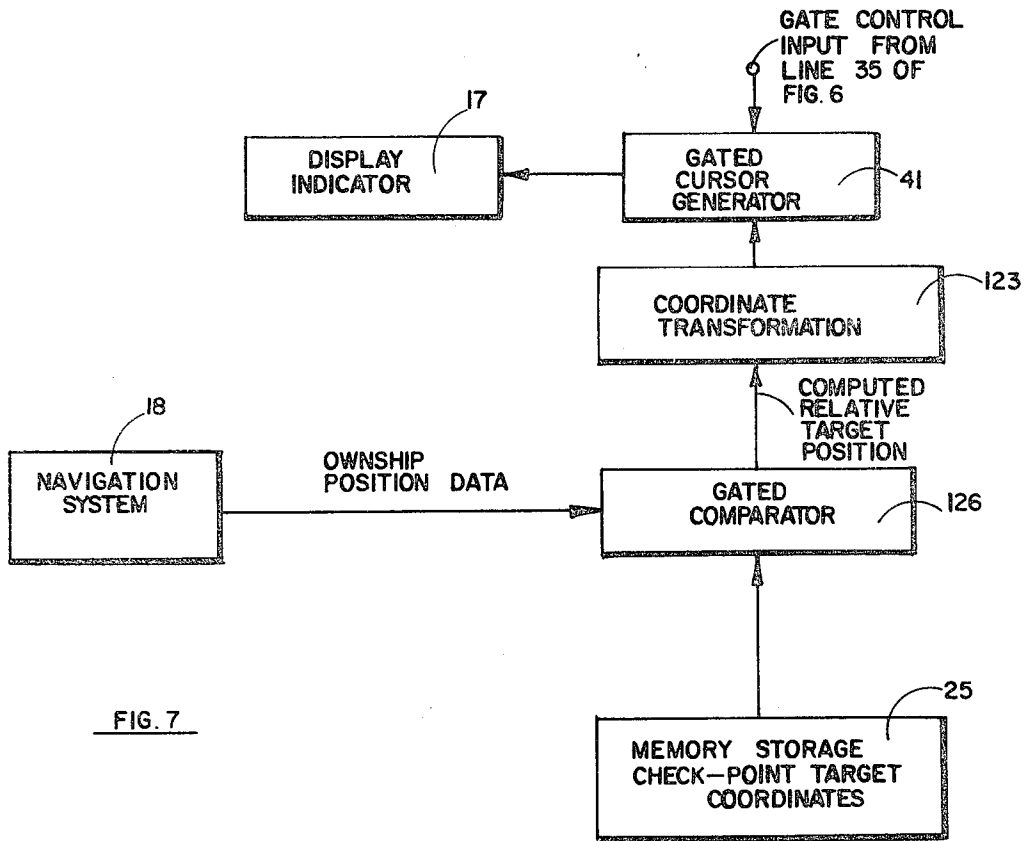 GATE CONTROL
INPUT FROM
LINE 35 OF
FIG. 6
17
DISPLAY
INDICATOR
GATED
CURSOR
GENERATOR
41
123
COORDINATE
TRANSFORMATION
COMPUTED
RELATIVE
TARGET
POSITION
18
NAVIGATION
SYSTEM
OWNSHIP
POSITION DATA
GATED
COMPARATOR
126
25
MEMORY STORAGE
CHECK-POINT TARGET
COORDINATES
FIG. 7